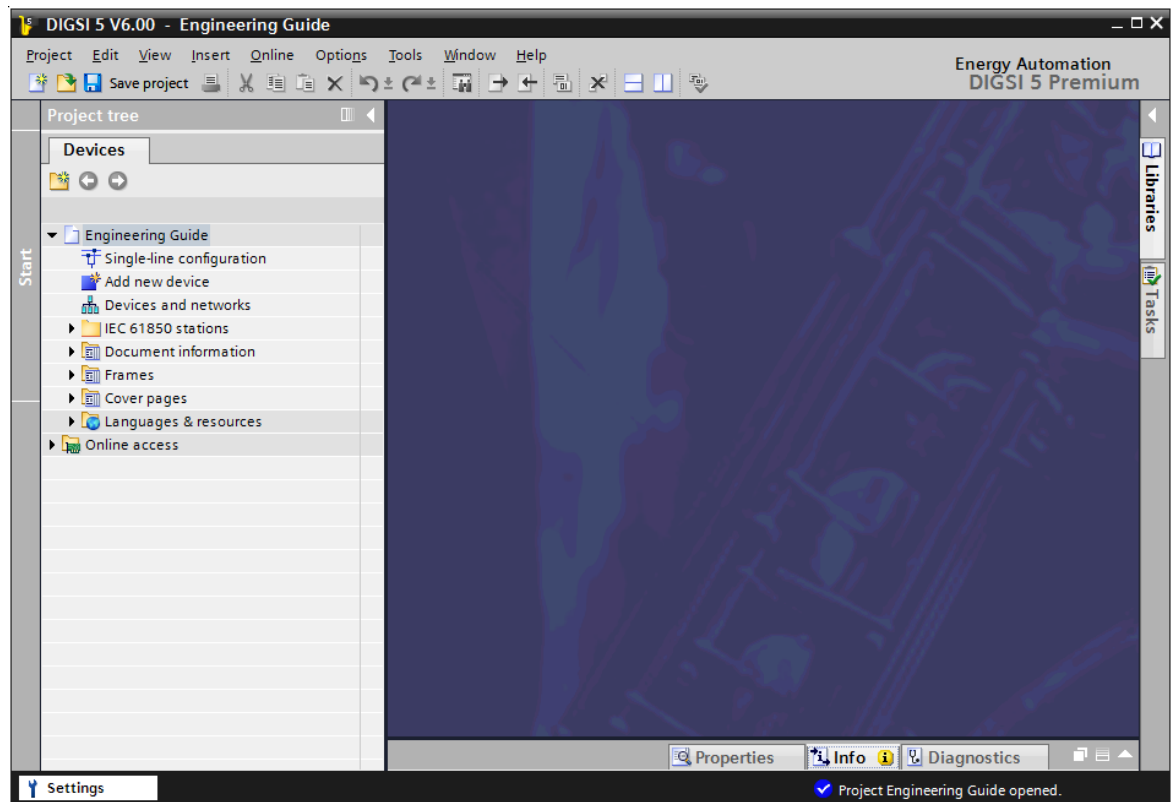 DIGSI 5 V6.00 - Engineering Guide
Project Edit View Insert Online Options Tools Window Help
Energy Automation
DIGSI 5 Premium
Save project
Project tree
Devices
Start
Engineering Guide
Single-line configuration
Add new device
Devices and networks
IEC 61850 stations
Document information
Frames
Cover pages
Languages & resources
Online access
Libraries
Tasks
Properties Info Diagnostics
Settings
Project Engineering Guide opened.